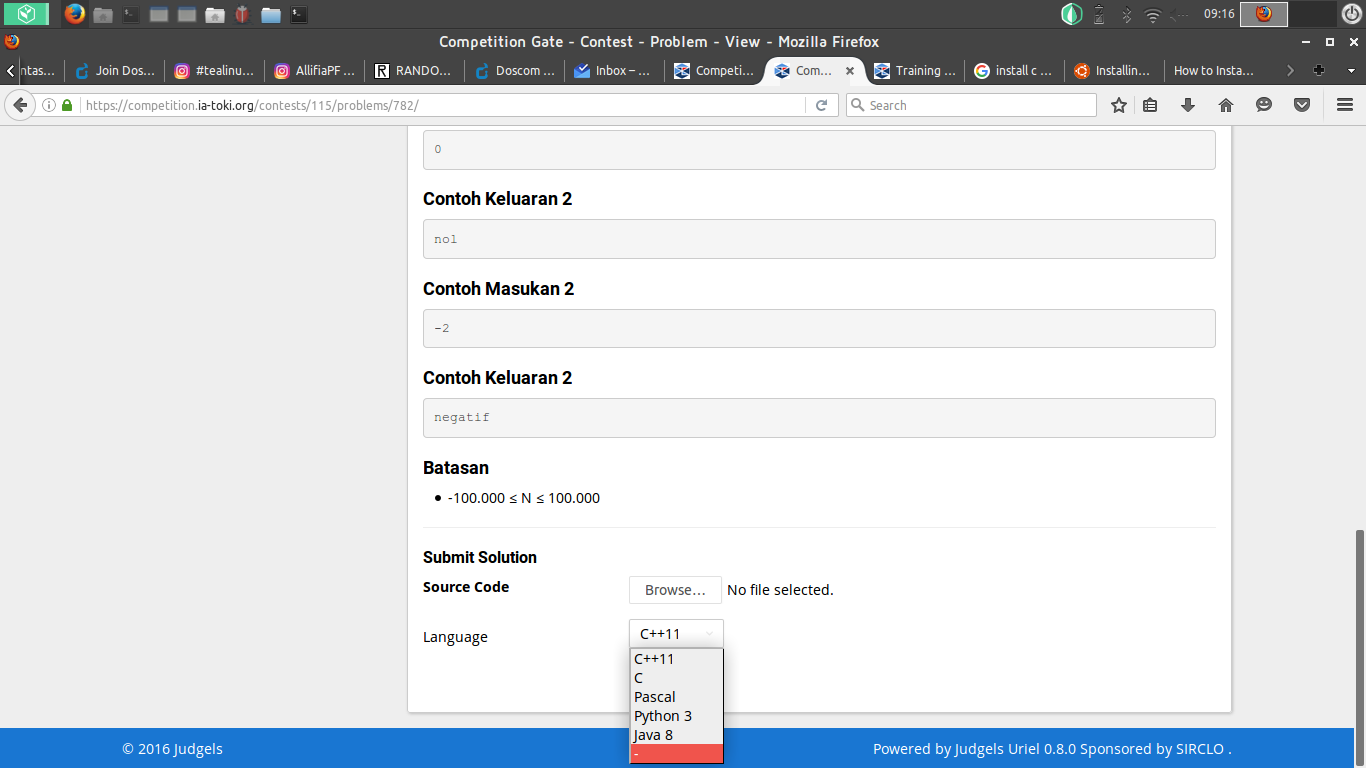 09:16
Competition Gate - Contest - Problem - View - Mozilla Firefox
ntas… Join Dos… #tealinu… AllifiaPF … RANDO… Doscom … Inbox – … Competi… Com… Training … install c … Installin… How to Insta…
https://competition.ia-toki.org/contests/115/problems/782/ Search
0
Contoh Keluaran 2
nol
Contoh Masukan 2
-2
Contoh Keluaran 2
negatif
Batasan
• -100.000 ≤ N ≤ 100.000
Submit Solution
Source Code Browse… No file selected.
Language C++11
C++11
C
Pascal
Python 3
Java 8
-
© 2016 Judgels Powered by Judgels Uriel 0.8.0 Sponsored by SIRCLO .